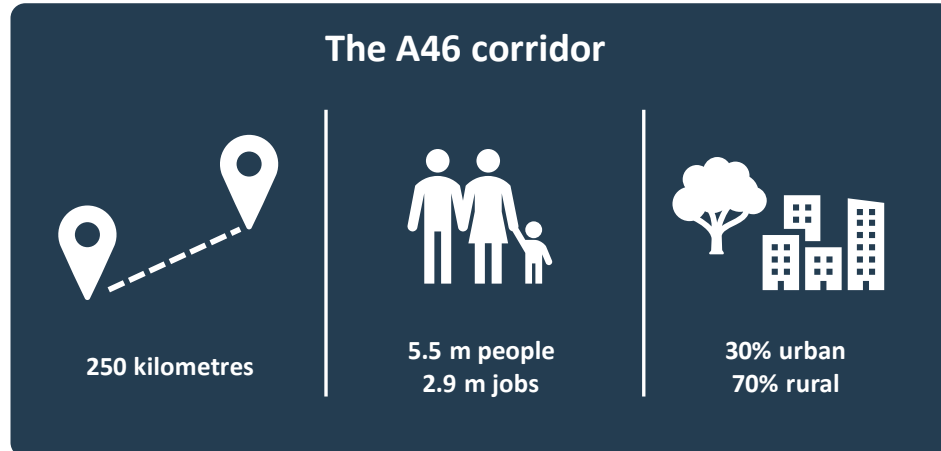 The A46 corridor
250 kilometres
5.5 m people
2.9 m jobs
30% urban
70% rural